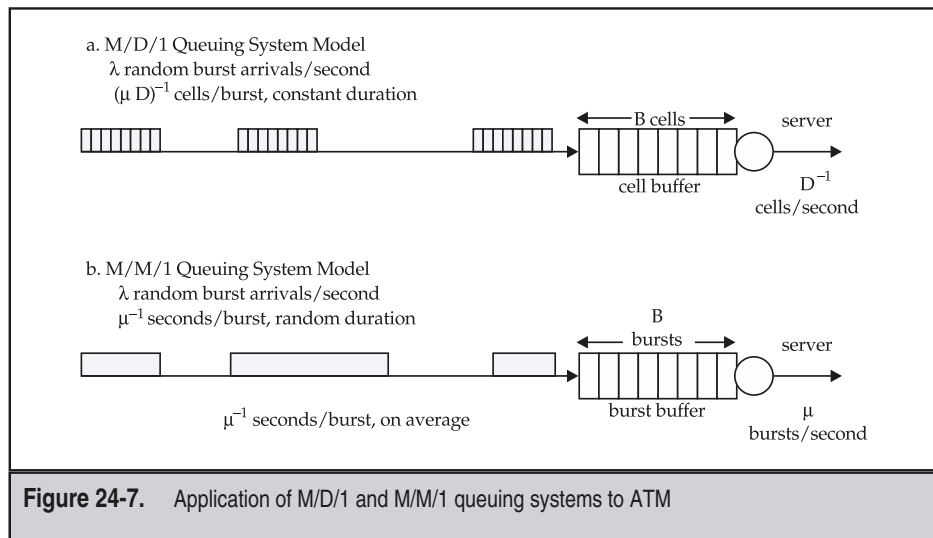 a. M/D/1 Queuing System Model
λ random burst arrivals/second
(μ D)⁻¹ cells/burst, constant duration
B cells
server
cell buffer
D⁻¹
cells/second
b. M/M/1 Queuing System Model
λ random burst arrivals/second
μ⁻¹ seconds/burst, random duration
B
bursts
server
burst buffer
μ⁻¹ seconds/burst, on average
μ
bursts/second
Figure 24-7. Application of M/D/1 and M/M/1 queuing systems to ATM